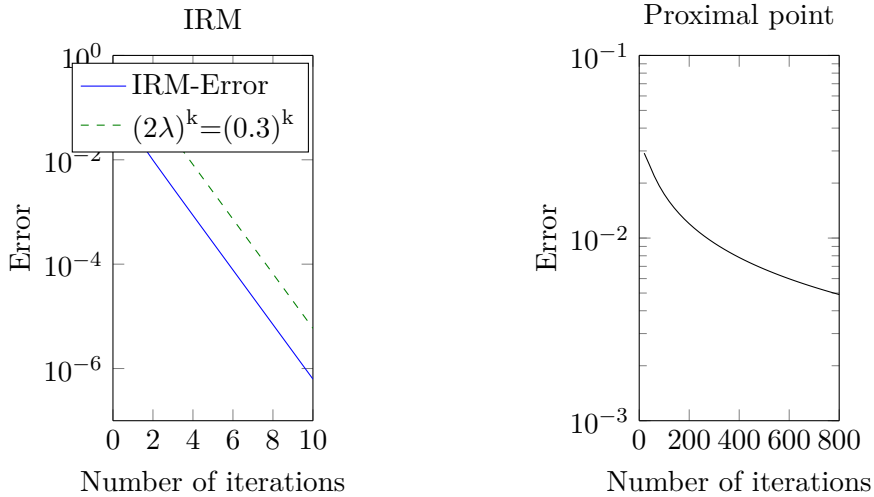 IRM
10^0
10^−2
10^−4
10^−6
Error
IRM-Error
(2λ)^k=(0.3)^k
0 2 4 6 8 10
Number of iterations
Proximal point
10^−1
10^−2
10^−3
Error
0 200 400 600 800
Number of iterations